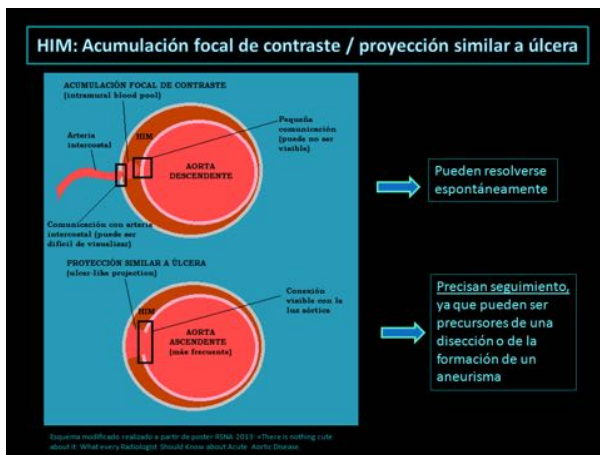 HIM: Acumulación focal de contraste / proyección similar a úlcera
ACUMULACIÓN FOCAL DE CONTRASTE
(intramural blood pool)
Arteria
intercostal
HIM
Pequeña
comunicación
(puede no ser
visible)
AORTA
DESCENDENTE
Comunicación con arteria
intercostal (puede ser
difícil de visualizar)
Pueden resolverse
espontáneamente
PROYECCIÓN SIMILAR A ÚLCERA
(ulcer-like projection)
HIM
Conexión
visible con la
luz aórtica
AORTA
ASCENDENTE
(más frecuente)
Precisan seguimiento,
ya que pueden ser
precursores de una
disección o de la
formación de un
aneurisma
Esquema modificado realizado a partir de poster RSNA 2013: «There is nothing cute
about it: What every Radiologist Should Know about Acute Aortic Disease